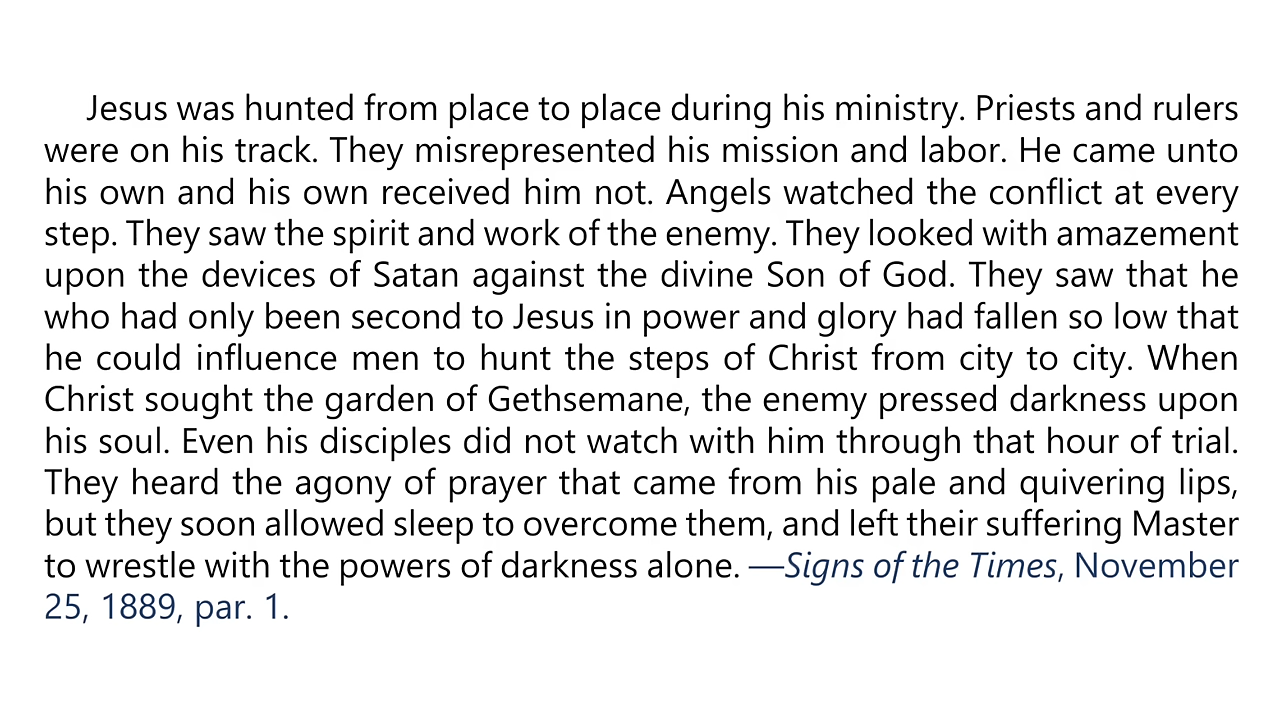 Jesus was hunted from place to place during his ministry. Priests and rulers
were on his track. They misrepresented his mission and labor. He came unto
his own and his own received him not. Angels watched the conflict at every
step. They saw the spirit and work of the enemy. They looked with amazement
upon the devices of Satan against the divine Son of God. They saw that he
who had only been second to Jesus in power and glory had fallen so low that
he could influence men to hunt the steps of Christ from city to city. When
Christ sought the garden of Gethsemane, the enemy pressed darkness upon
his soul. Even his disciples did not watch with him through that hour of trial.
They heard the agony of prayer that came from his pale and quivering lips,
but they soon allowed sleep to overcome them, and left their suffering Master
to wrestle with the powers of darkness alone. —Signs of the Times, November
25, 1889, par. 1.